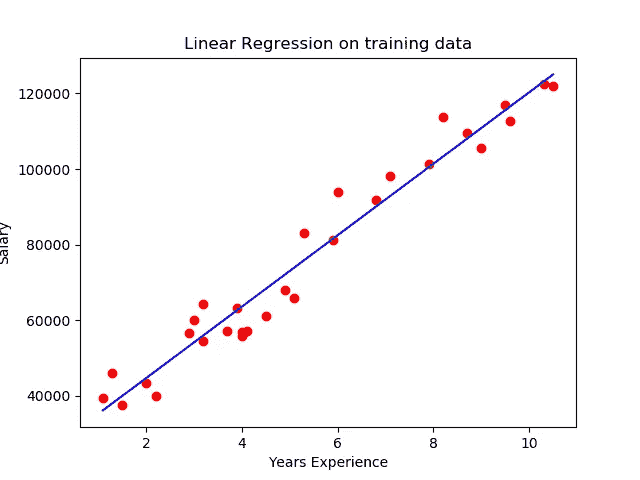 Linear Regression on training data
120000
100000
80000
60000
40000
Salary
2 4 6 8 10
Years Experience